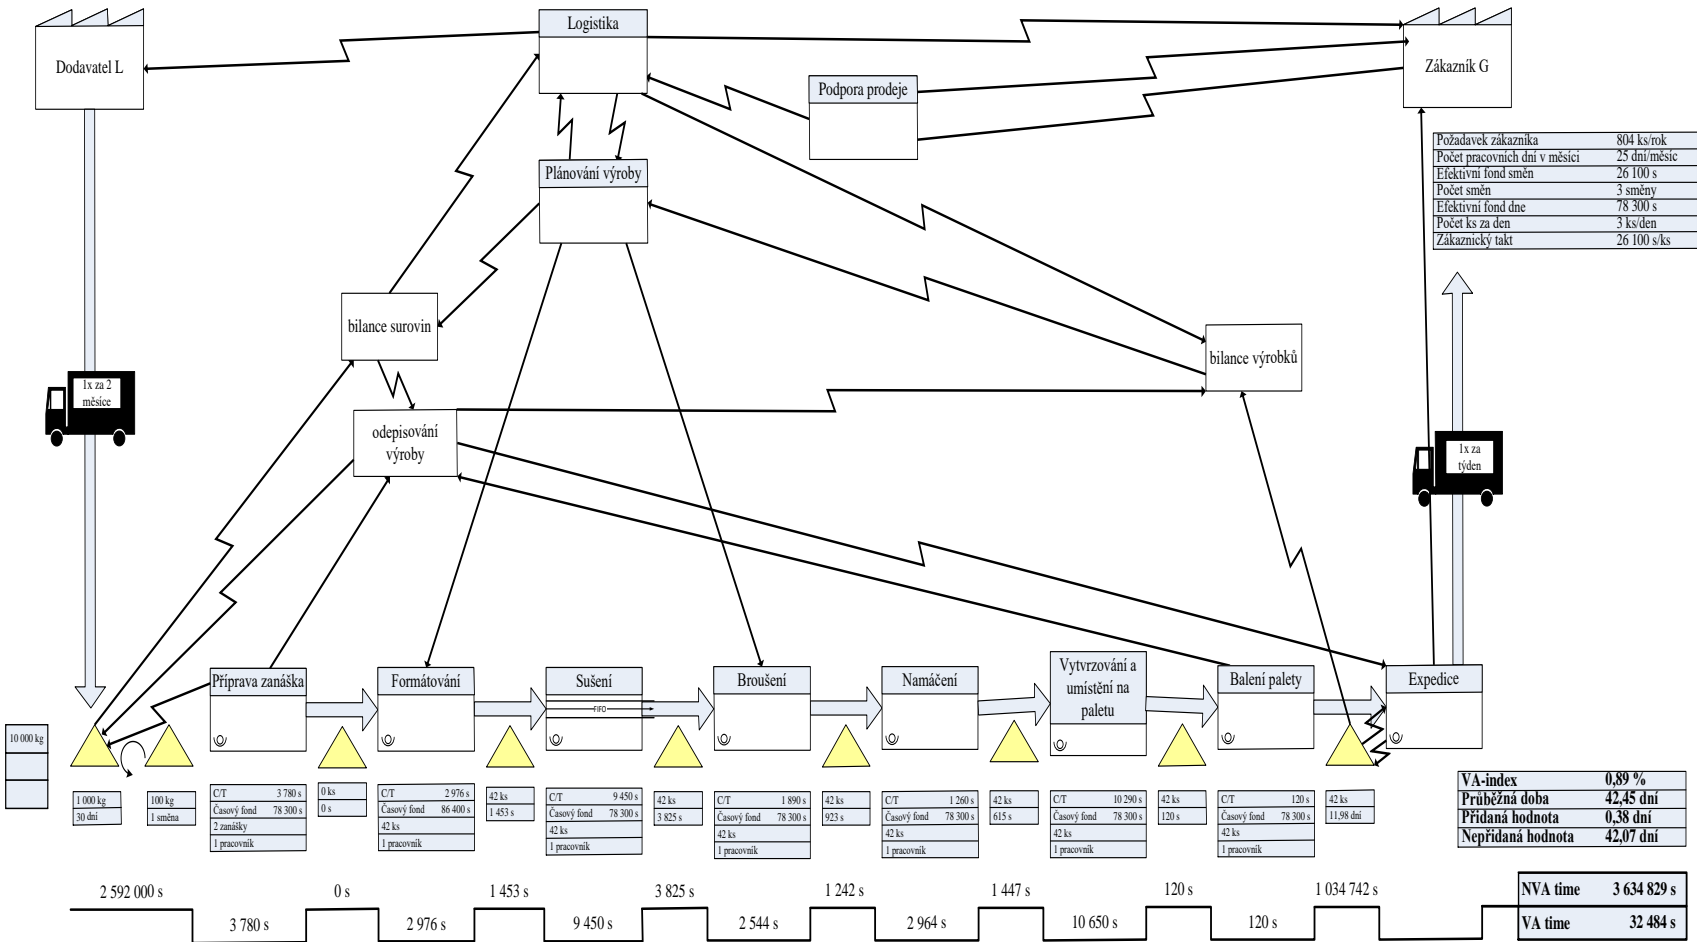 Logistika
Dodavatel L
Zákazník G
Podpora prodeje
Požadavek zákazníka 804 ks/rok
Počet pracovních dní v měsíci 25 dní/měsíc
Efektivní fond směn 26 100 s
Počet směn 3 směny
Efektivní fond dne 78 300 s
Počet ks za den 3 ks/den
Zákaznický takt 26 100 s/ks
Plánování výroby
bilance surovin
bilance výrobků
1x za 2
měsíce
odepisování
výroby
1x za
týden
Příprava zanáška
Formátování
Sušení
FIFO
Broušení
Namáčení
Vytvrzování a
umístění na
paletu
Balení palety
Expedice
10 000 kg
1 000 kg
30 dní
100 kg
1 směna
C/T 3 780 s
Časový fond 78 300 s
2 zanášky
1 pracovník
0 ks
0 s
C/T 2 976 s
Časový fond 86 400 s
42 ks
1 pracovník
42 ks
1 453 s
C/T 9 450 s
Časový fond 78 300 s
42 ks
1 pracovník
42 ks
3 825 s
C/T 1 890 s
Časový fond 78 300 s
42 ks
1 pracovník
42 ks
923 s
C/T 1 260 s
Časový fond 78 300 s
42 ks
1 pracovník
42 ks
615 s
C/T 10 290 s
Časový fond 78 300 s
42 ks
1 pracovník
42 ks
120 s
C/T 120 s
Časový fond 78 300 s
42 ks
1 pracovník
42 ks
11,98 dní
VA-index 0,89 %
Průběžná doba 42,45 dní
Přidaná hodnota 0,38 dní
Nepřidaná hodnota 42,07 dní
2 592 000 s 0 s 1 453 s 3 825 s 1 242 s 1 447 s 120 s 1 034 742 s
NVA time 3 634 829 s
3 780 s 2 976 s 9 450 s 2 544 s 2 964 s 10 650 s 120 s
VA time 32 484 s